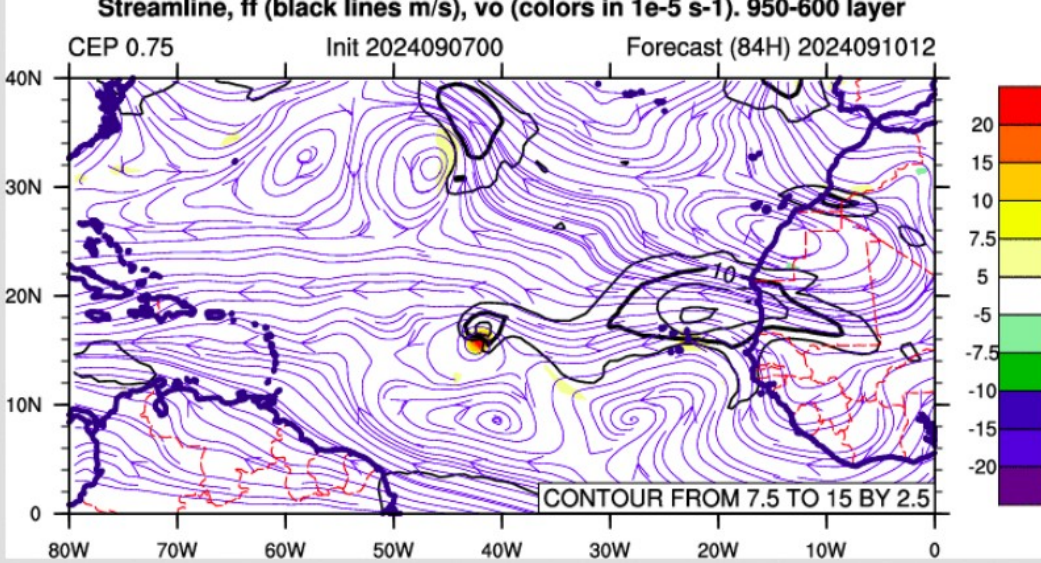 Streamline, ff (black lines m/s), vo (colors in 1e-5 s-1). 950-600 layer
CEP 0.75 Init 2024090700 Forecast (84H) 2024091012
40N
30N
20N
10N
0
10
20
15
10
7.5
5
-5
-7.5
-10
-15
-20
CONTOUR FROM 7.5 TO 15 BY 2.5
80W 70W 60W 50W 40W 30W 20W 10W 0